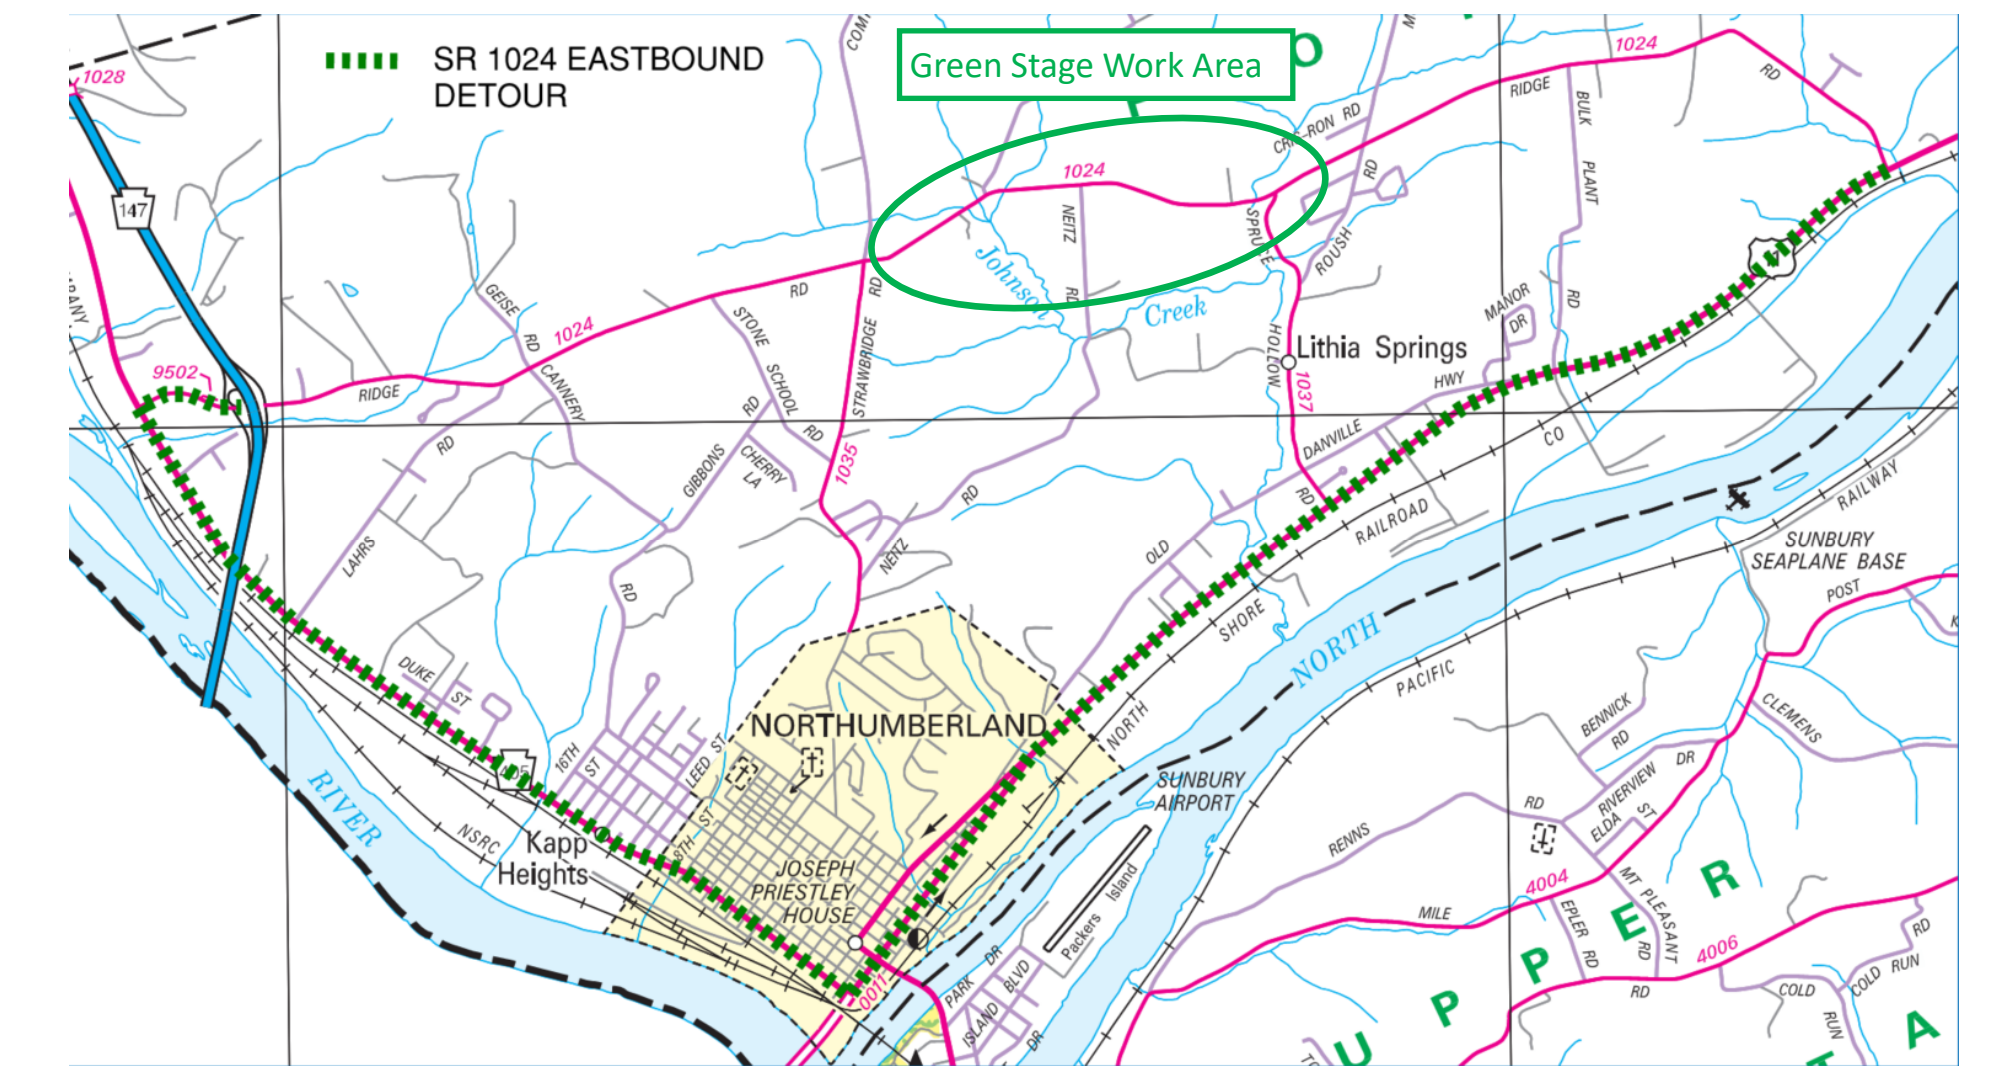 SR 1024 EASTBOUND
DETOUR
Green Stage Work Area
O
1028
147
1024
RD
1024
CRI-RON RD
RIDGE
BULK
PLANT
RD
1024
NEITZ
RD
SPRUCE
HOLLOW
ROUSH
RD
Johnson
Creek
GEISE
RD
CANNERY
RD
STONE
SCHOOL
RD
RD
STRAWBRIDGE
RD
1024
9502
RIDGE
MANOR
DR
Lithia Springs
1037
HWY
DANVILLE
RD
OLD
RD
GIBBONS
CHERRY
LA
1035
RD
NEITZ
LAHRS
RD
CO
RAILROAD
SHORE
NORTH
RAILWAY
SUNBURY
SEAPLANE BASE
POST
NORTH
PACIFIC
DUKE
ST
NORTHUMBERLAND
16TH
ST
LEED ST
8TH
ST
405
SUNBURY
AIRPORT
BENNICK
RD
CLEMENS
RIVERVIEW
DR
ELDA
ST
RD
RENNS
RIVER
NSRC
Kapp
Heights
JOSEPH
PRIESTLEY
HOUSE
Packers Island
MILE
4004
MT PLEASANT
RD
EPLER
RD
4006
RD
COLD RUN
RD
COLD
RUN
0011
PARK DR
ISLAND BLVD
DR
U P P E R
A